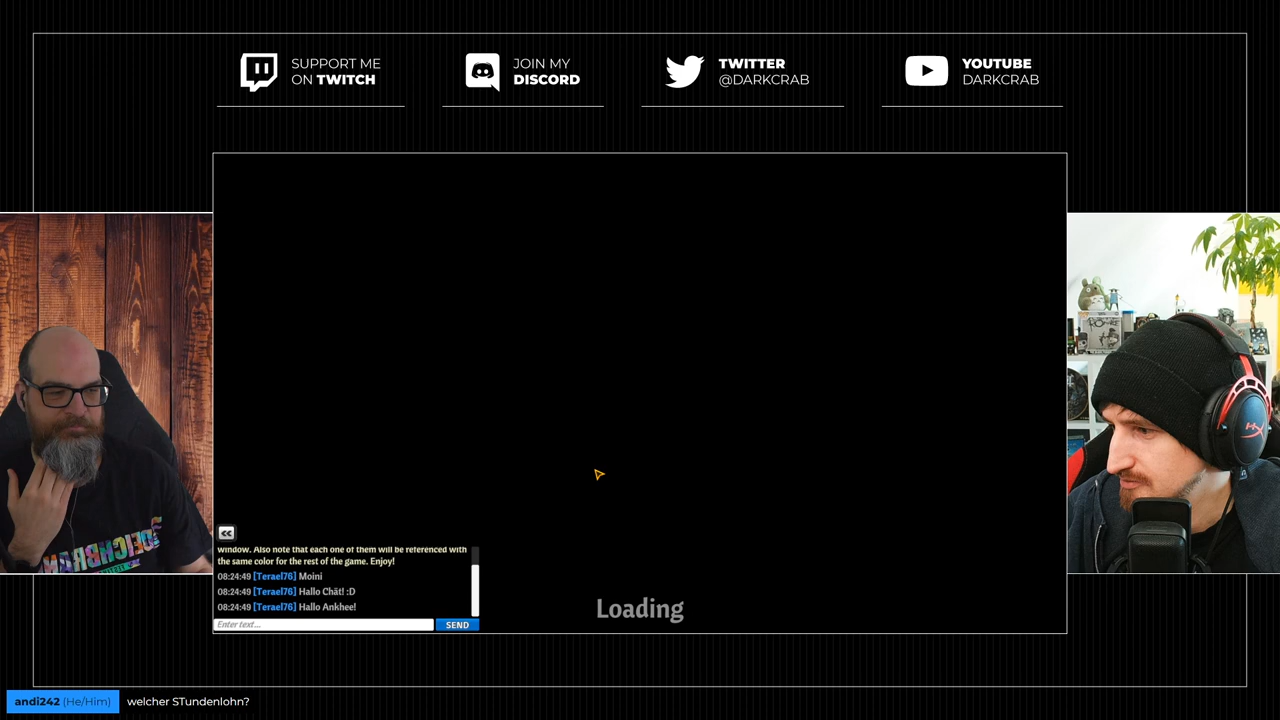 SUPPORT ME
ON TWITCH
JOIN MY
DISCORD
TWITTER
@DARKCRAB
YOUTUBE
DARKCRAB
window. Also note that each one of them will be referenced with
the same color for the rest of the game. Enjoy!
08:24:49 [Terael76] Moini
08:24:49 [Terael76] Hallo Chät! :D
08:24:49 [Terael76] Hallo Ankhee!
Enter text...
SEND
Loading
andi242 (He/Him) welcher STundenlohn?